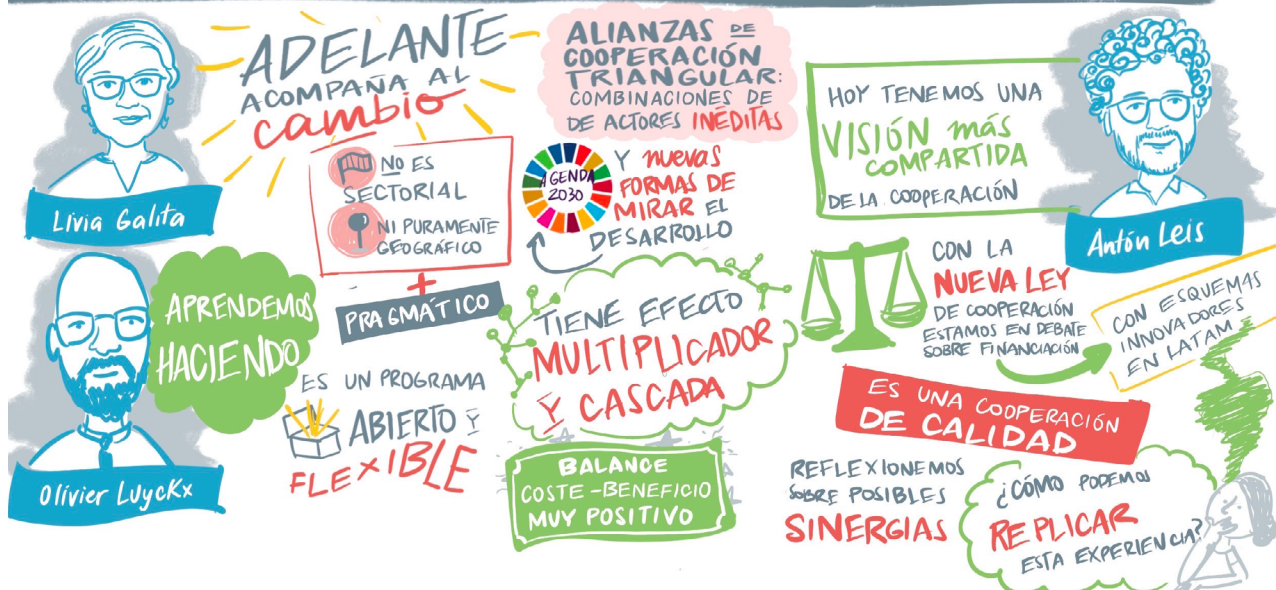 Livia Galita
ADELANTE
ACOMPAÑA AL
cambio
NO ES
SECTORIAL
NI PURAMENTE
GEOGRÁFICO
+
PRAGMÁTICO
Olivier Luyckx
APRENDEMOS
HACIENDO
ES UN PROGRAMA
ABIERTO Y
FLEXIBLE
ALIANZAS DE
COOPERACIÓN
TRIANGULAR:
COMBINACIONES DE
DE ACTORES INÉDITAS
AGENDA
2030
Y nuevas
FORMAS DE
MIRAR EL
DESARROLLO
TIENE EFECTO
MULTIPLICADOR
Y CASCADA
BALANCE
COSTE-BENEFICIO
MUY POSITIVO
HOY TENEMOS UNA
VISIÓN más
COMPARTIDA
DE LA COOPERACIÓN
Antón Leis
CON LA
NUEVA LEY
DE COOPERACIÓN
ESTAMOS EN DEBATE
SOBRE FINANCIACIÓN
CON ESQUEMAS
INNOVADORES
EN LATAM
ES UNA COOPERACIÓN
DE CALIDAD
REFLEXIONEMOS
SOBRE POSIBLES
SINERGIAS
¿CÓMO PODEMOS
REPLICAR
ESTA EXPERIENCIA?